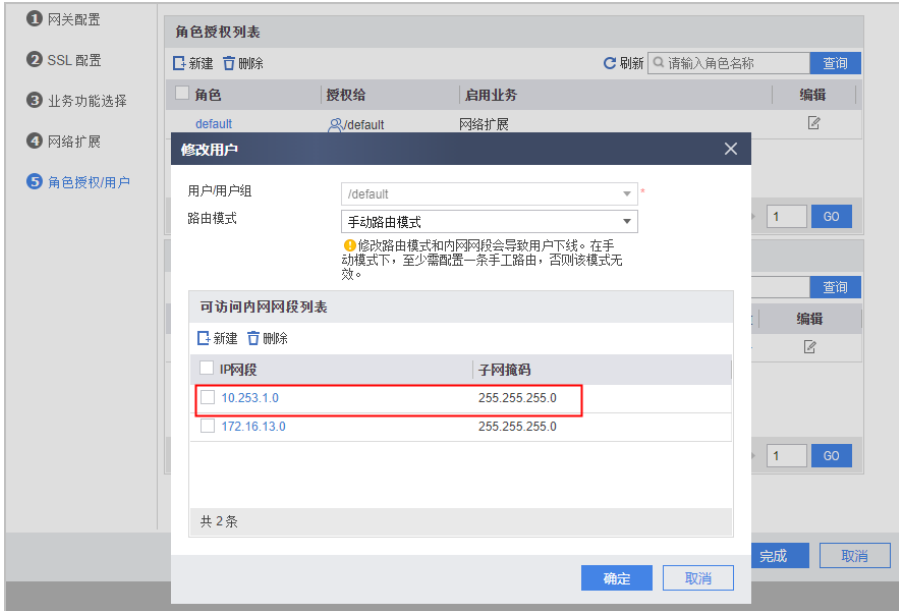 1 网关配置
2 SSL 配置
3 业务功能选择
4 网络扩展
5 角色授权/用户
角色授权列表
新建 删除 刷新 请输入角色名称 查询
角色 授权给 启用业务 编辑
default /default 网络扩展
1 GO
查询
编辑
1 GO
修改用户
用户/用户组 /default *
路由模式 手动路由模式
修改路由模式和内网网段会导致用户下线。在手
动模式下，至少需配置一条手工路由，否则该模式无
效。
可访问内网网段列表
新建 删除
IP网段 子网掩码
10.253.1.0 255.255.255.0
172.16.13.0 255.255.255.0
共 2 条
确定 取消
完成 取消